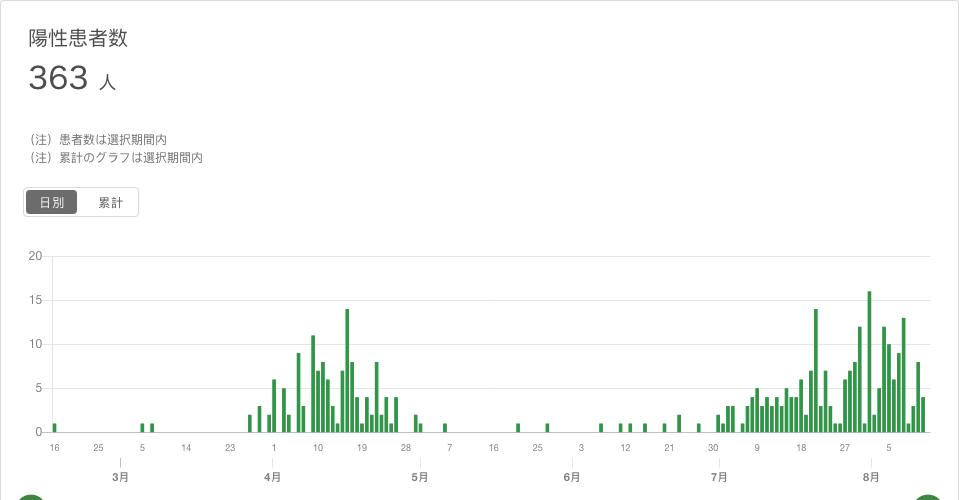 陽性患者数
363 人
（注）患者数は選択期間内
（注）累計のグラフは選択期間内
日別 累計
20
15
10
5
0
16 25 5 14 23 1 10 19 28 7 16 25 3 12 21 30 9 18 27 5
3月 4月 5月 6月 7月 8月